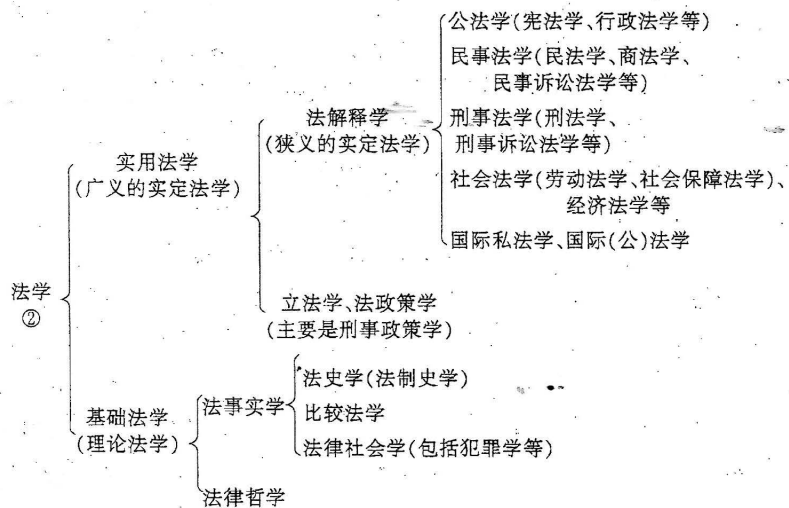 公法学(宪法学、行政法学等)
民事法学(民法学、商法学、
民事诉讼法学等)
法解释学
(狭义的实定法学)
刑事法学(刑法学、
刑事诉讼法学等)
实用法学
(广义的实定法学)
社会法学(劳动法学、社会保障法学)、
经济法学等
国际私法学、国际(公)法学
法学
②
立法学、法政策学
(主要是刑事政策学)
基础法学
(理论法学)
法事实学
法史学(法制史学)
比较法学
法律社会学(包括犯罪学等)
法律哲学